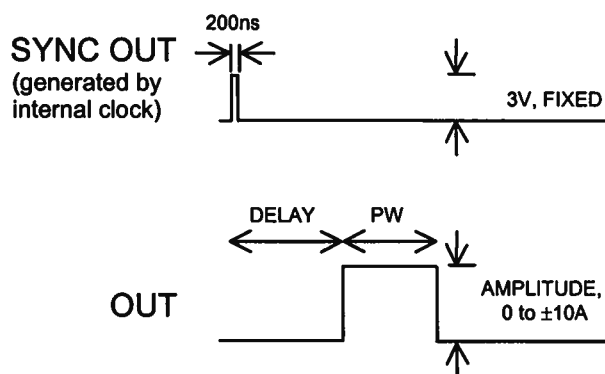 200ns
SYNC OUT
(generated by
internal clock)
3V, FIXED
DELAY
PW
OUT
AMPLITUDE,
0 to ±10A